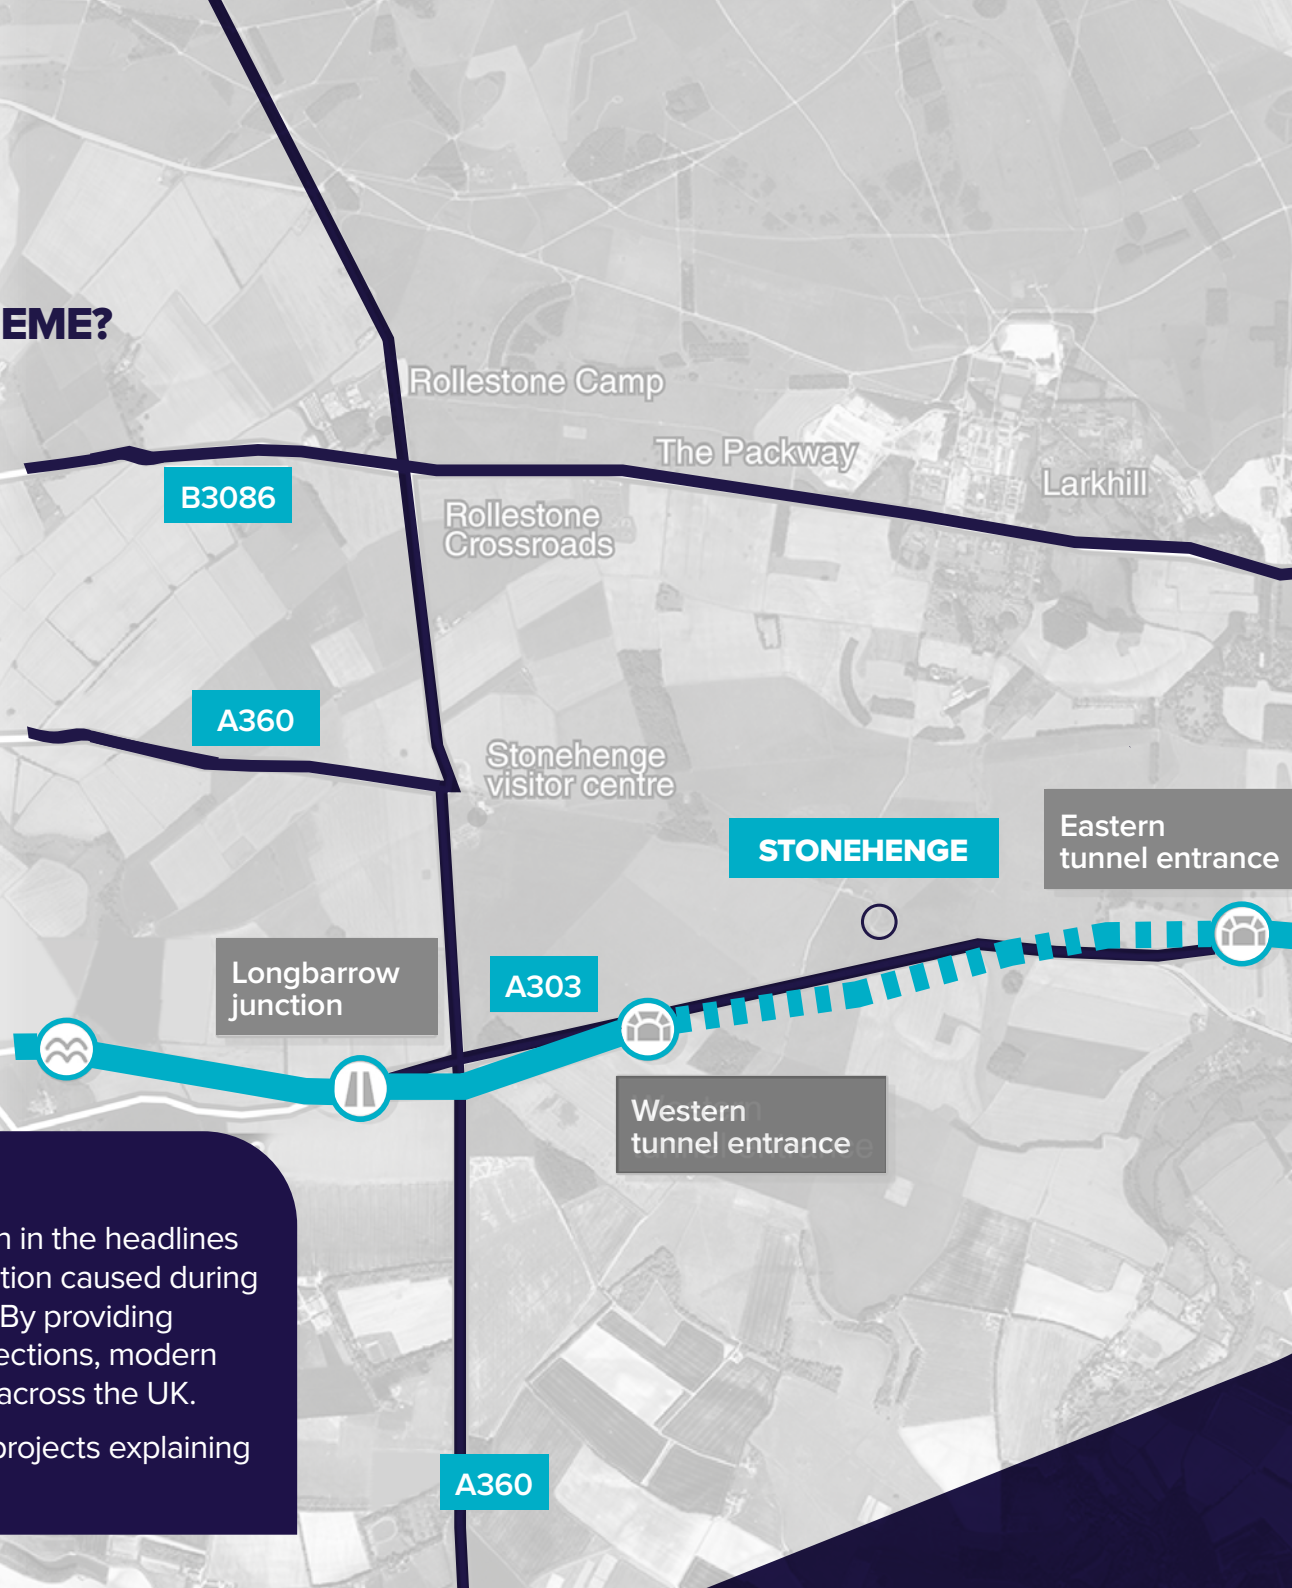 EME?
Rollestone Camp
The Packway
Larkhill
B3086
Rollestone
Crossroads
A360
Stonehenge
visitor centre
STONEHENGE
Eastern
tunnel entrance
Longbarrow
junction
A303
Western
tunnel entrance
n in the headlines
tion caused during
By providing
ections, modern
across the UK.
projects explaining
A360